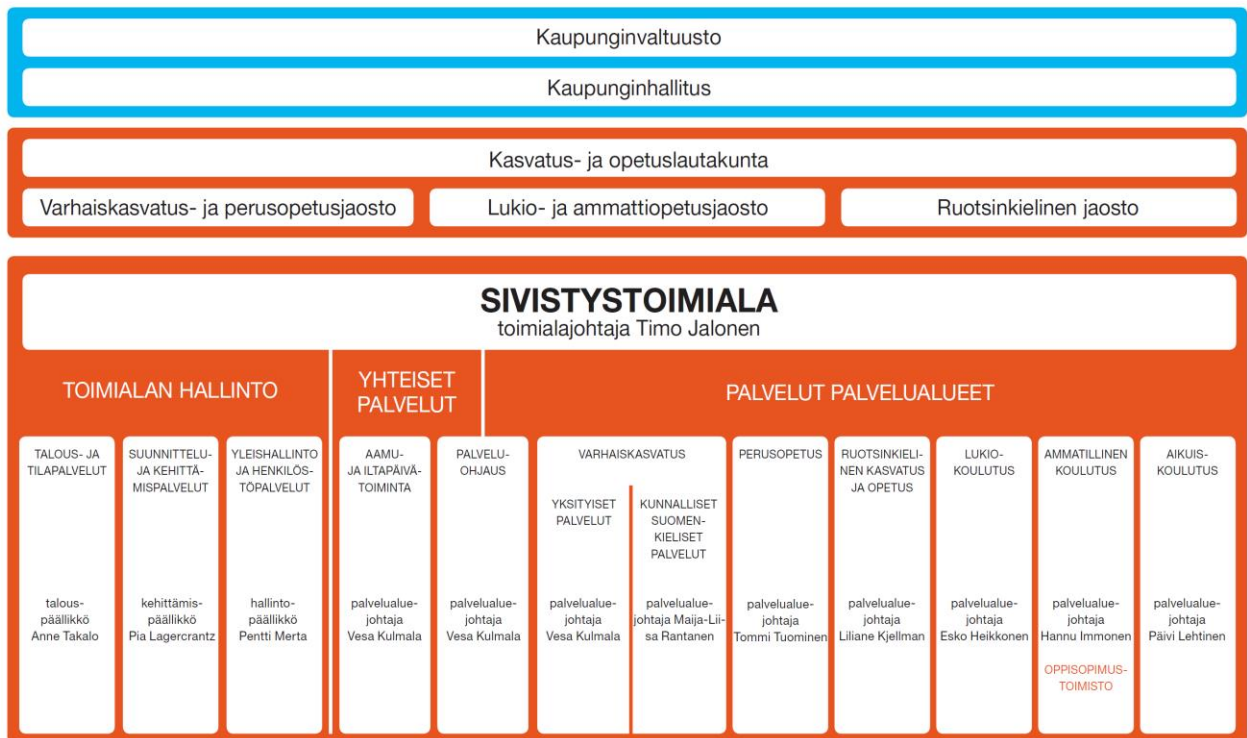 Kaupunginvaltuusto
Kaupunginhallitus
Kasvatus- ja opetuslautakunta
Varhaiskasvatus- ja perusopetusjaosto
Lukio- ja ammattiopetusjaosto
Ruotsinkielinen jaosto
SIVISTYSTOIMIALA
toimialajohtaja Timo Jalonen
TOIMIALAN HALLINTO
YHTEISET
PALVELUT
PALVELUT PALVELUALUEET
TALOUS- JA
TILAPALVELUT
talous-
päällikkö
Anne Takalo
SUUNNITTELU-
JA KEHITTÄ-
MISPALVELUT
kehittämis-
päällikkö
Pia Lagercrantz
YLEISHALLINTO
JA HENKILÖS-
TÖPALVELUT
hallinto-
päällikkö
Pentti Merta
AAMU-
JA ILTAPÄIVÄ-
TOIMINTA
palvelualue-
johtaja
Vesa Kulmala
PALVELU-
OHJAUS
palvelualue-
johtaja
Vesa Kulmala
VARHAISKASVATUS
YKSITYISET
PALVELUT
palvelualue-
johtaja
Vesa Kulmala
KUNNALLISET
SUOMEN-
KIELISET
PALVELUT
palvelualue-
johtaja Maija-Lii-
sa Rantanen
PERUSOPETUS
palvelualue-
johtaja
Tommi Tuominen
RUOTSINKIELI-
NEN KASVATUS
JA OPETUS
palvelualue-
johtaja
Liliane Kjellman
LUKIO-
KOULUTUS
palvelualue-
johtaja
Esko Heikkonen
AMMATILLINEN
KOULUTUS
palvelualue-
johtaja
Hannu Immonen
OPPISOPIMUS-
TOIMISTO
AIKUIS-
KOULUTUS
palvelualue-
johtaja
Päivi Lehtinen